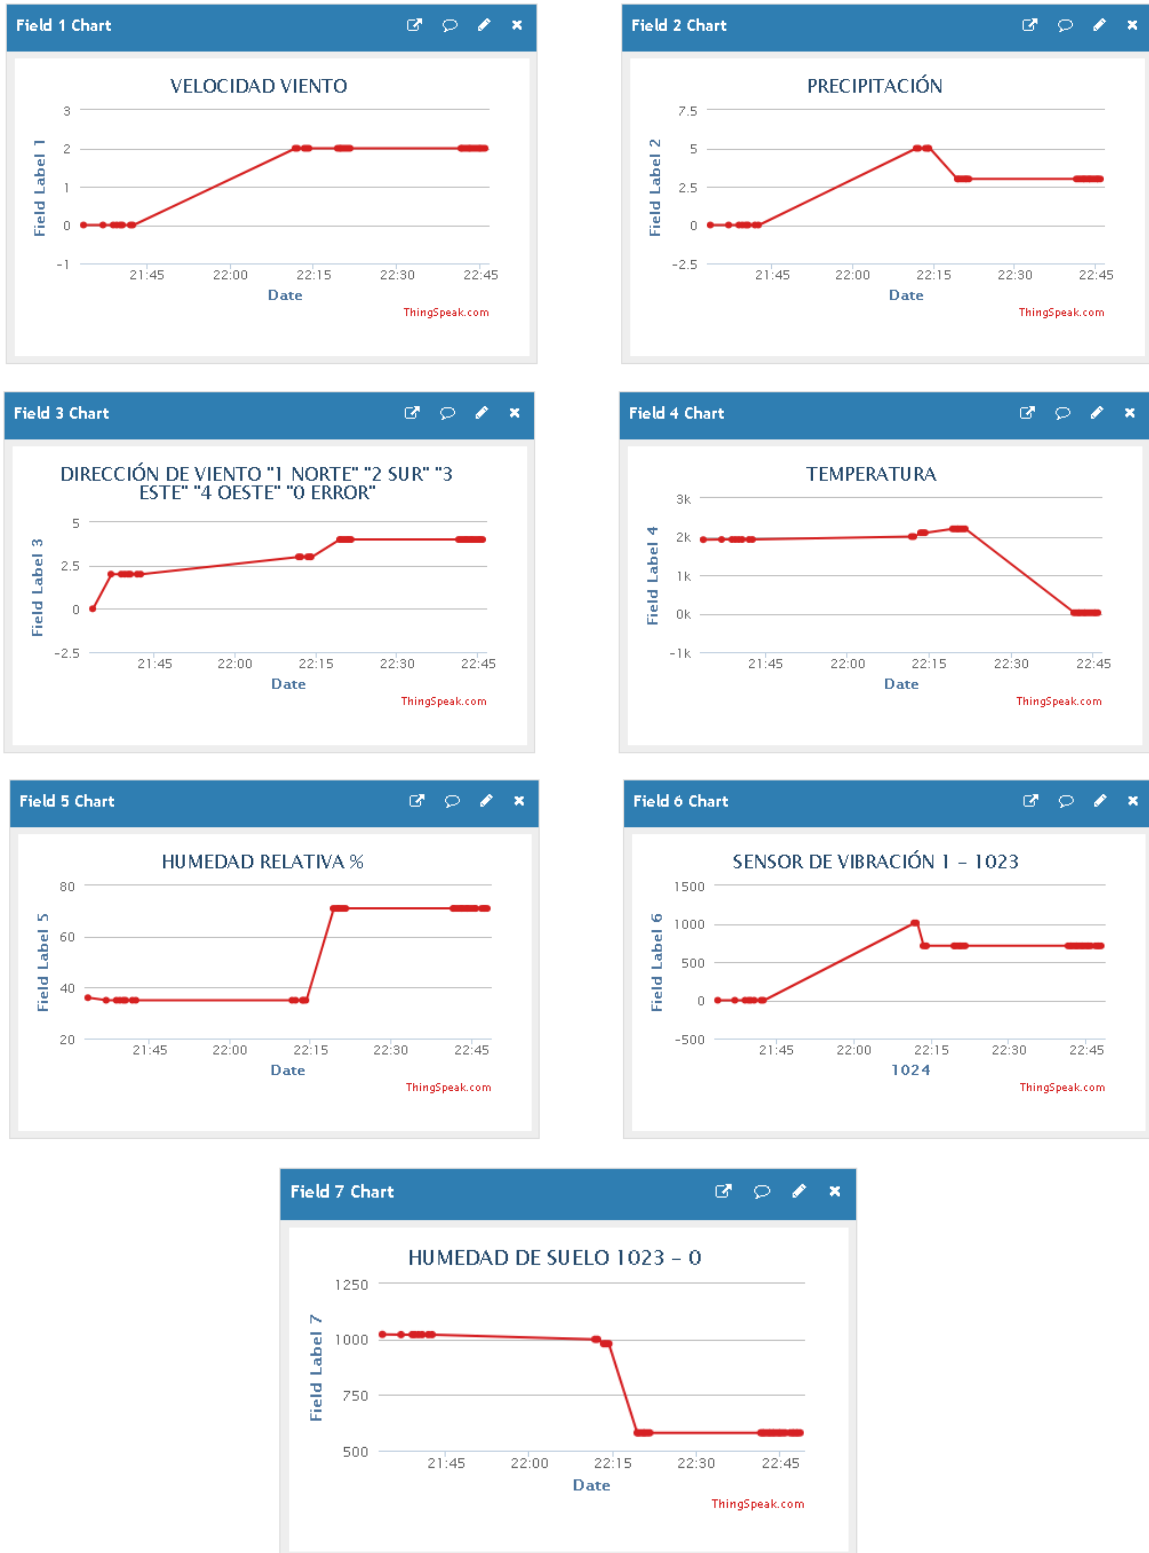 Field 1 Chart
VELOCIDAD VIENTO
Field Label 1
3
2
1
0
-1
21:45 22:00 22:15 22:30 22:45
Date
ThingSpeak.com
Field 2 Chart
PRECIPITACIÓN
Field Label 2
7.5
5
2.5
0
-2.5
21:45 22:00 22:15 22:30 22:45
Date
ThingSpeak.com
Field 3 Chart
DIRECCIÓN DE VIENTO "1 NORTE" "2 SUR" "3
ESTE" "4 OESTE" "0 ERROR"
Field Label 3
5
2.5
0
-2.5
21:45 22:00 22:15 22:30 22:45
Date
ThingSpeak.com
Field 4 Chart
TEMPERATURA
Field Label 4
3k
2k
1k
0k
-1k
21:45 22:00 22:15 22:30 22:45
Date
ThingSpeak.com
Field 5 Chart
HUMEDAD RELATIVA %
Field Label 5
80
60
40
20
21:45 22:00 22:15 22:30 22:45
Date
ThingSpeak.com
Field 6 Chart
SENSOR DE VIBRACIÓN 1 – 1023
Field Label 6
1500
1000
500
0
-500
21:45 22:00 22:15 22:30 22:45
1024
ThingSpeak.com
Field 7 Chart
HUMEDAD DE SUELO 1023 – 0
Field Label 7
1250
1000
750
500
21:45 22:00 22:15 22:30 22:45
Date
ThingSpeak.com